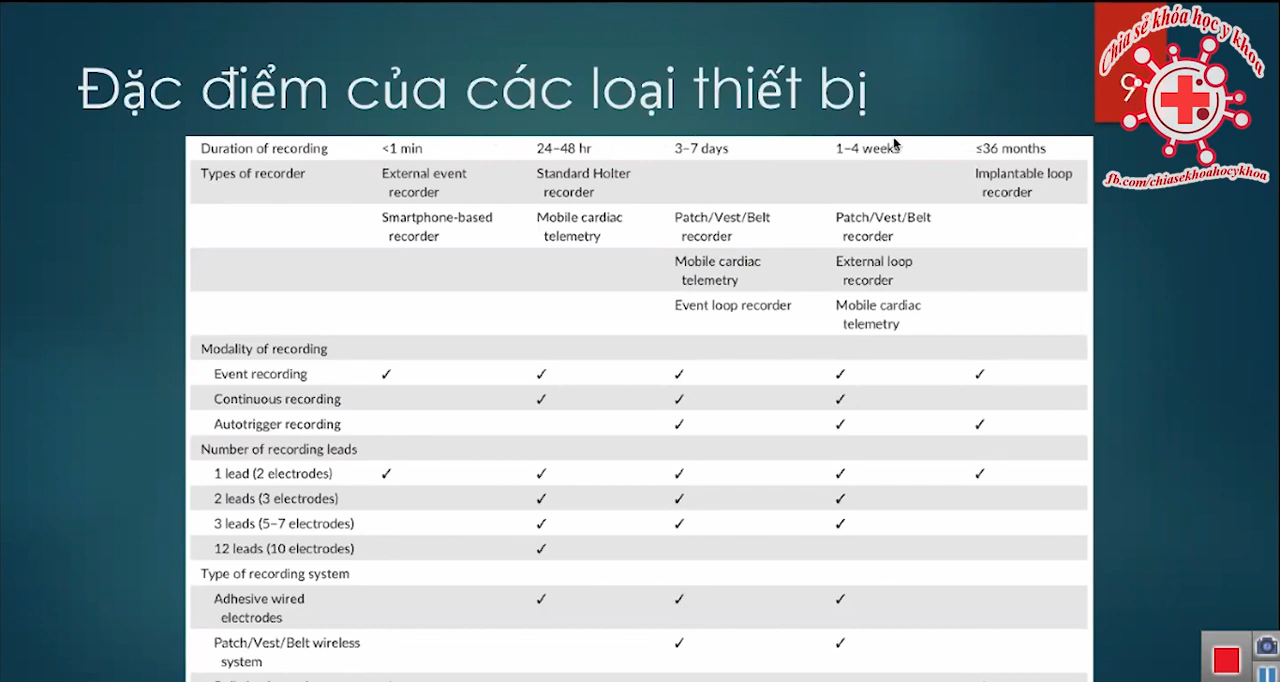 Đặc điểm của các loại thiết bị
9
Chia sẻ khóa học y khoa
fb.com/chiasekhoahocykhoa
Duration of recording <1 min 24–48 hr 3–7 days 1–4 weeks ≤36 months
Types of recorder External event recorder Standard Holter recorder Implantable loop recorder
Smartphone-based recorder Mobile cardiac telemetry Patch/Vest/Belt recorder Patch/Vest/Belt recorder
Mobile cardiac telemetry External loop recorder
Event loop recorder Mobile cardiac telemetry
Modality of recording
Event recording ✓ ✓ ✓ ✓ ✓
Continuous recording ✓ ✓ ✓
Autotrigger recording ✓ ✓ ✓
Number of recording leads
1 lead (2 electrodes) ✓ ✓ ✓ ✓ ✓
2 leads (3 electrodes) ✓ ✓ ✓
3 leads (5–7 electrodes) ✓ ✓ ✓
12 leads (10 electrodes) ✓
Type of recording system
Adhesive wired electrodes ✓ ✓ ✓
Patch/Vest/Belt wireless system ✓ ✓